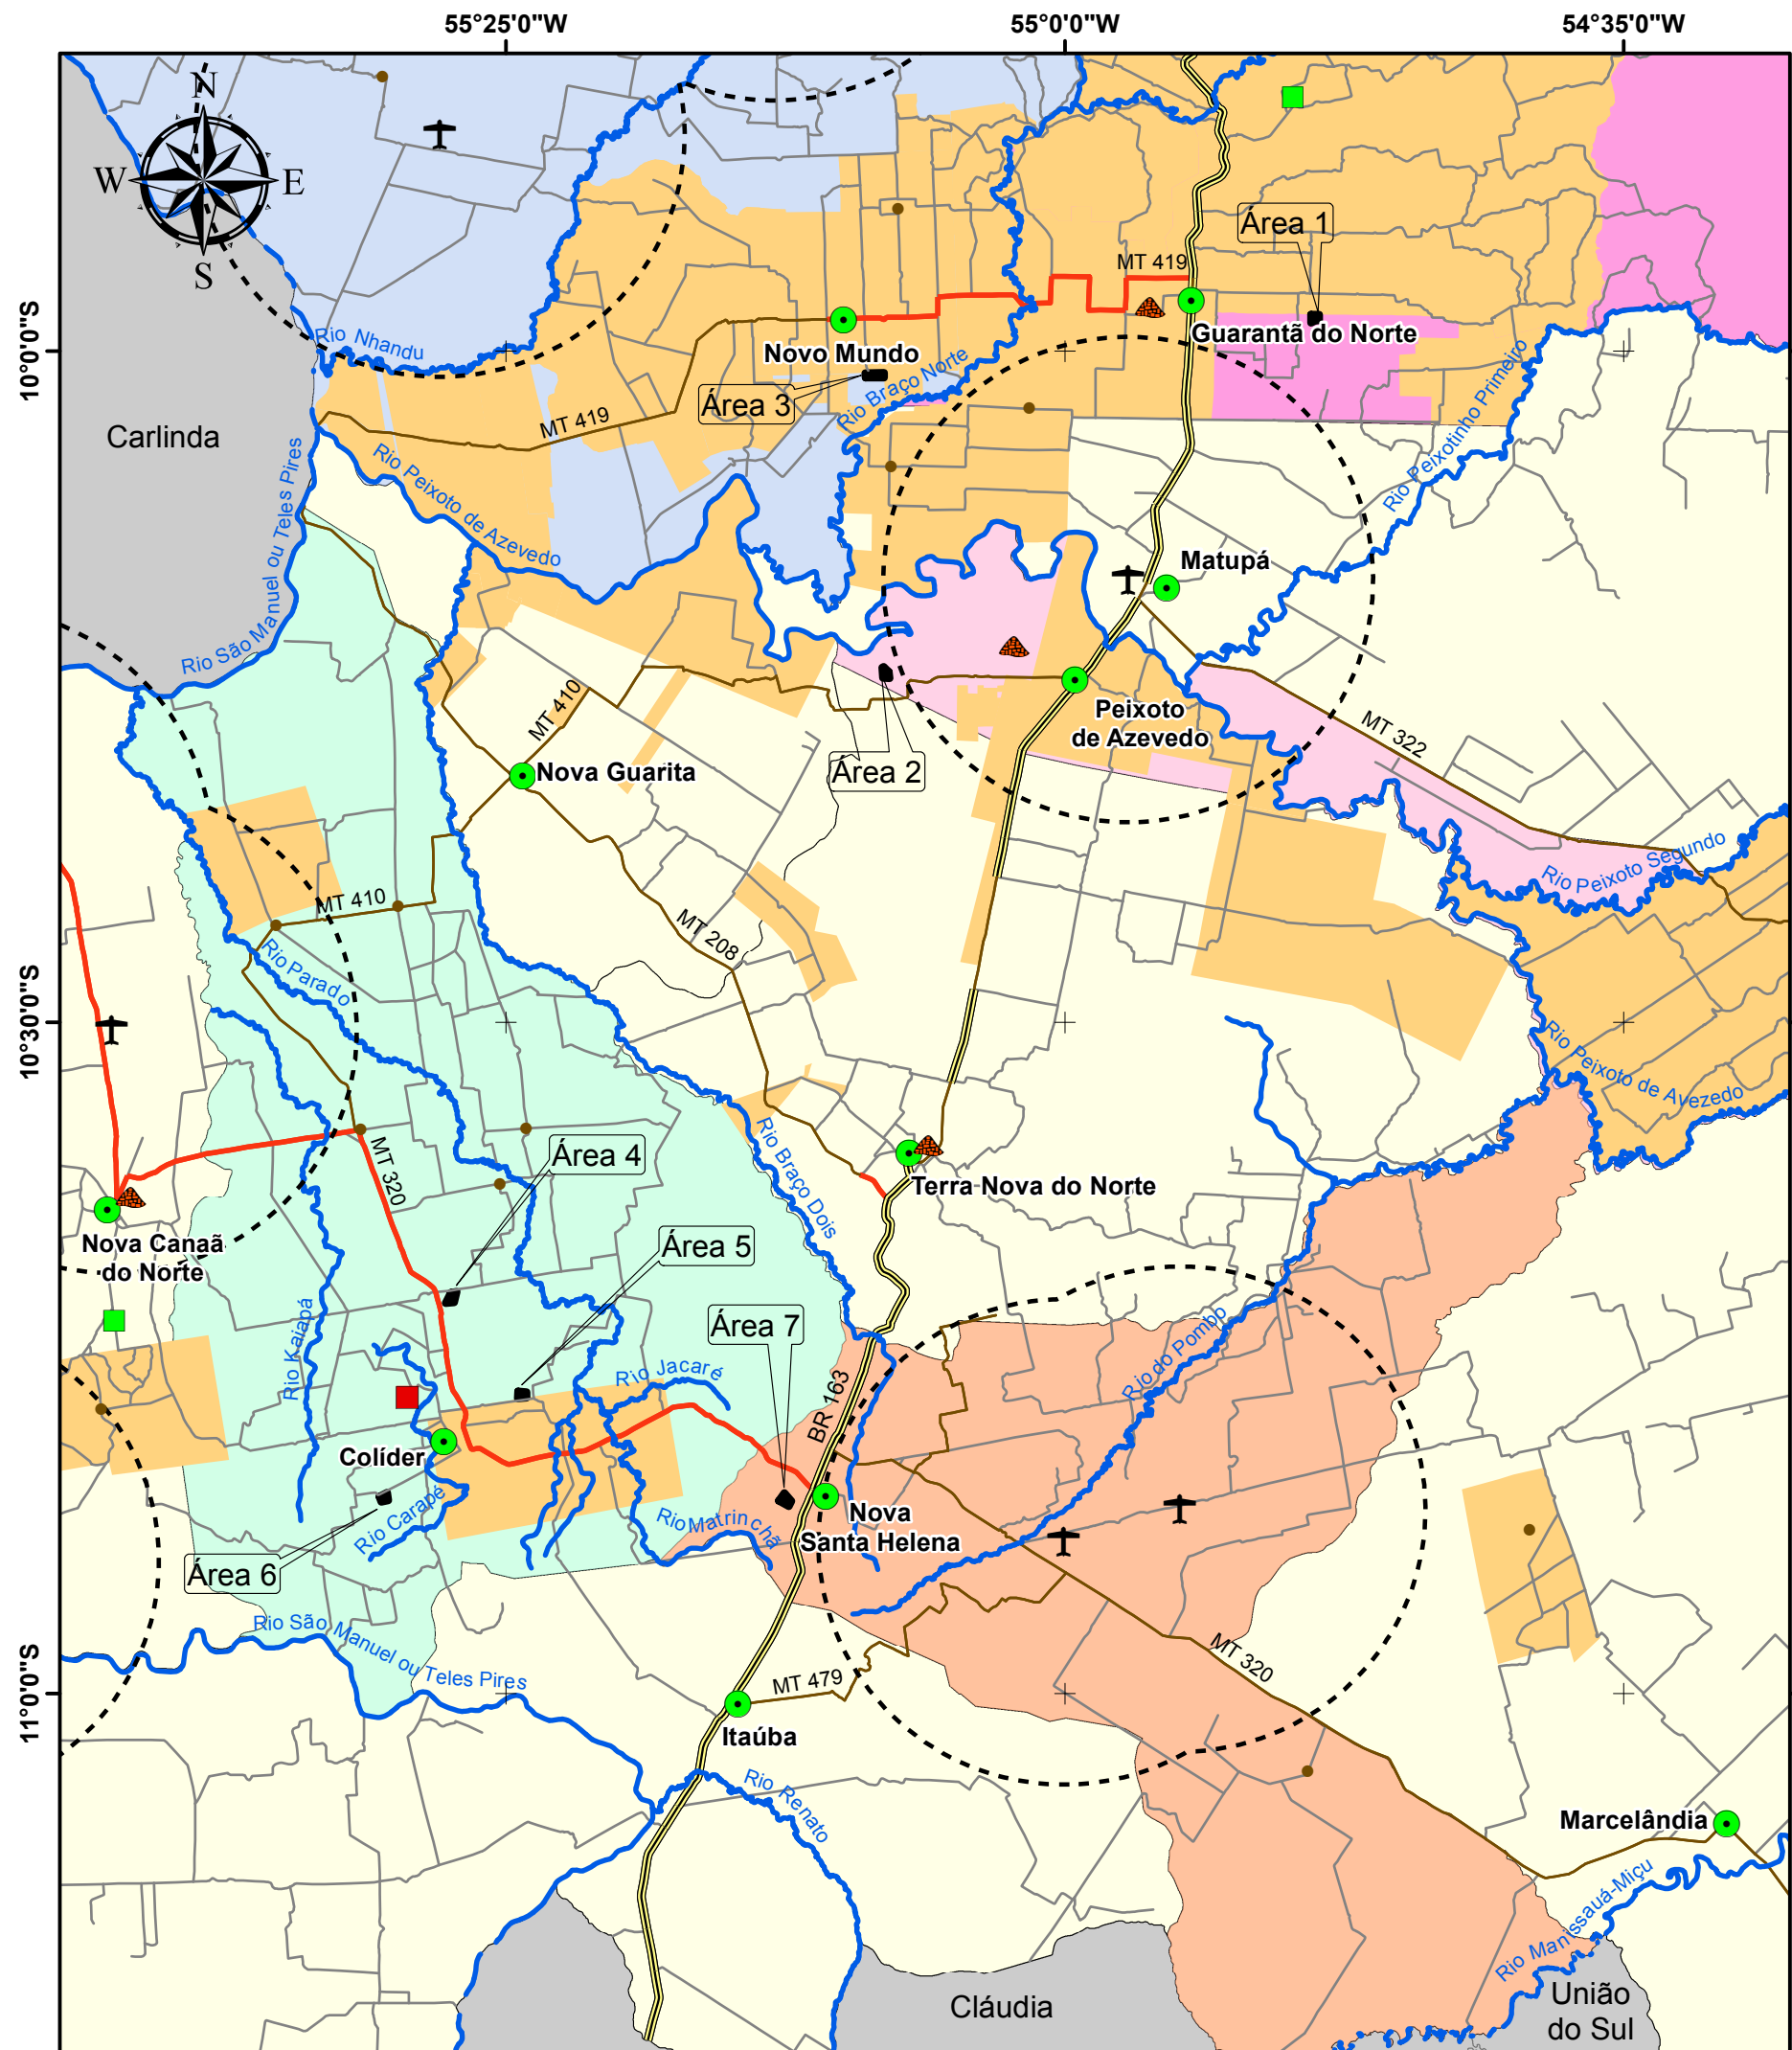 55°25'0"W
55°0'0"W
54°35'0"W
N
W
E
S
Área 1
MT 419
10°0'0"S
Rio Nhandu
Guarantã do Norte
Novo Mundo
Rio Braço Norte
Área 3
MT 419
Carlinda
Rio Peixotinho Primeiro
Rio Peixoto de Azevedo
Rio São Manuel ou Teles Pires
Matupá
MT 410
Peixoto
de Azevedo
MT 322
Nova Guarita
Área 2
Rio Peixoto Segundo
MT 410
MT 208
Rio Parado
10°30'0"S
Rio Peixoto de Avezedo
Área 4
MT 320
Rio Braço Dois
Terra Nova do Norte
Nova Canaã
do Norte
Área 5
Rio Kaiapá
Área 7
Rio do Pombo
Rio Jacaré
BR 163
Colíder
Nova
Santa Helena
Rio Carapé
Rio Matrinchã
Área 6
Rio São Manuel ou Teles Pires
MT 320
MT 479
11°0'0"S
Itaúba
Rio Renato
Marcelândia
Rio Manissauá-Miçu
Cláudia
União
do Sul